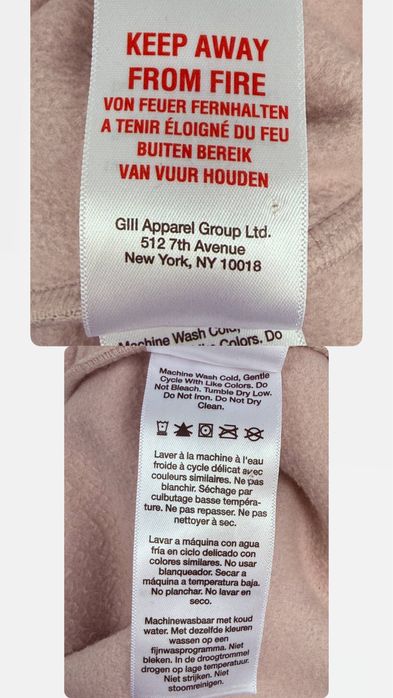 KEEP AWAY
FROM FIRE
VON FEUER FERNHALTEN
A TENIR ÉLOIGNÉ DU FEU
BUITEN BEREIK
VAN VUUR HOUDEN
GIII Apparel Group Ltd.
512 7th Avenue
New York, NY 10018
Machine Wash
Colors. Do
Machine Wash Cold, Gentle
Cycle With Like Colors. Do
Not Bleach. Tumble Dry Low.
Do Not Iron. Do Not Dry
Clean.
Laver à la machine à l'eau
froide à cycle délicat avec
couleurs similaires. Ne pas
blanchir. Séchage par
culbutage basse tempéra-
ture. Ne pas repasser. Ne pas
nettoyer à sec.
Lavar a máquina con agua
fría en ciclo delicado con
colores similares. No usar
blanqueador. Secar a
máquina a temperatura baja.
No planchar. No lavar en
seco.
Machinewasbaar met koud
water. Met dezelfde kleuren
wassen op een
fijnwasprogramma. Niet
bleken. In de droogtrommel
drogen op lage temperatuur.
Niet strijken. Niet
stoomreinigen.